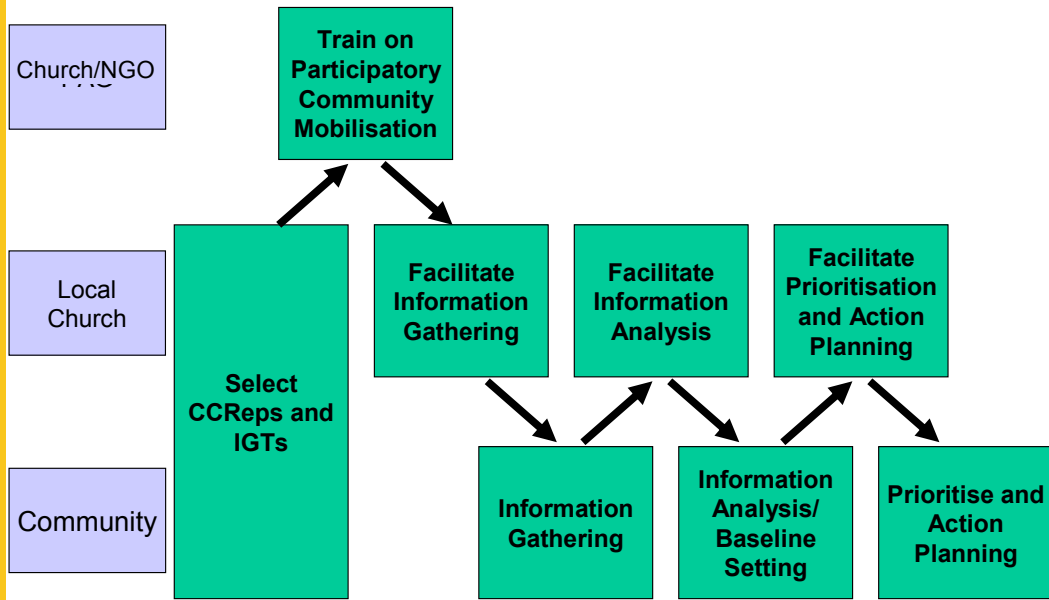 Church/NGO
Train on
Participatory
Community
Mobilisation
Local
Church
Select
CCReps and
IGTs
Facilitate
Information
Gathering
Facilitate
Information
Analysis
Facilitate
Prioritisation
and Action
Planning
Community
Information
Gathering
Information
Analysis/
Baseline
Setting
Prioritise and
Action
Planning